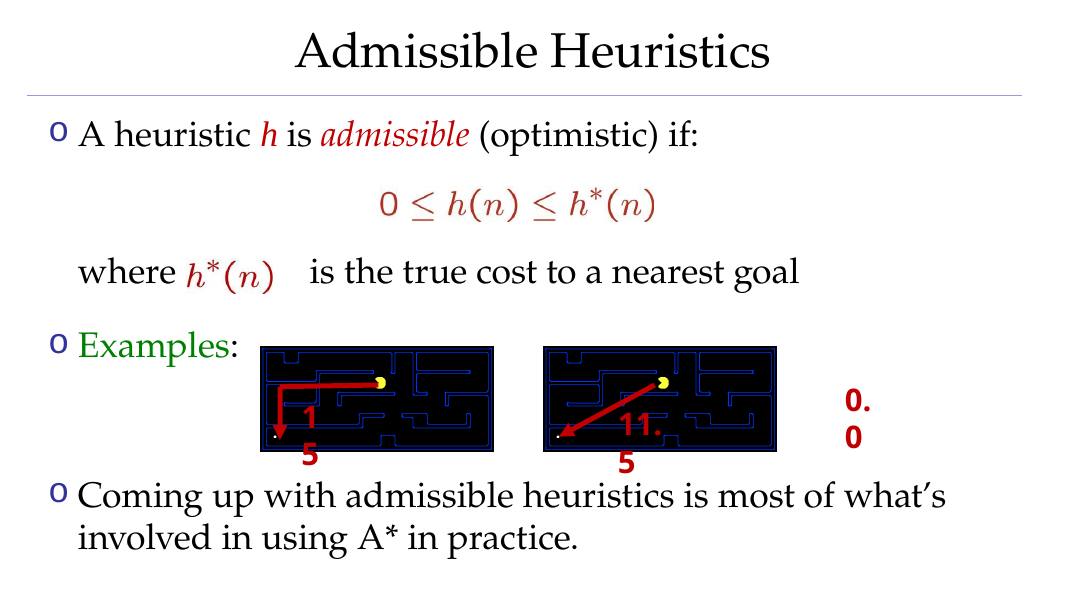 Admissible Heuristics
o A heuristic h is admissible (optimistic) if:
0 ≤ h(n) ≤ h*(n)
where h*(n) is the true cost to a nearest goal
o Examples:
1
5
11.
5
0.
0
o Coming up with admissible heuristics is most of what’s
involved in using A* in practice.